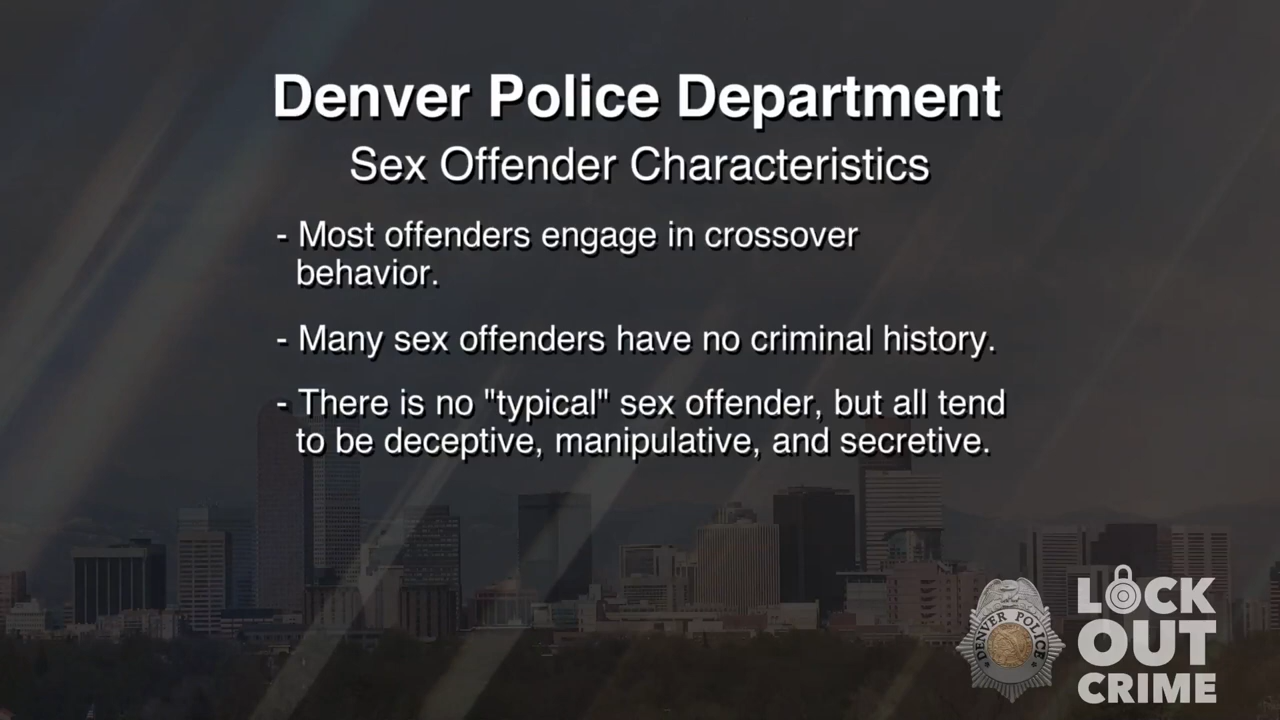 Denver Police Department
Sex Offender Characteristics
- Most offenders engage in crossover
behavior.
- Many sex offenders have no criminal history.
- There is no "typical" sex offender, but all tend
to be deceptive, manipulative, and secretive.
DENVER POLICE
LOCK
OUT
CRIME